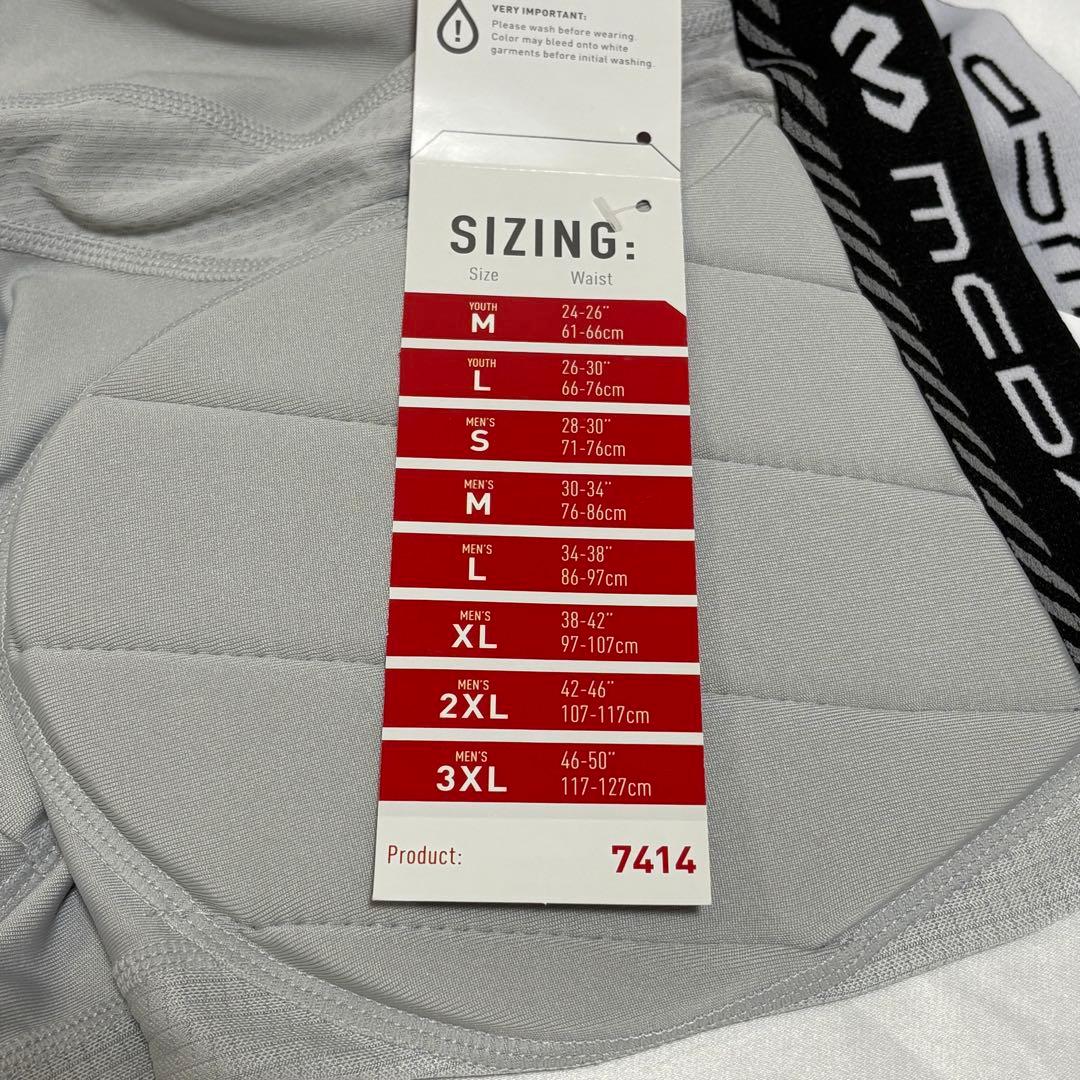 VERY IMPORTANT:
Please wash before wearing.
Color may bleed onto white
garments before initial washing.
SIZING:
Size Waist
YOUTH
M
24-26"
61-66cm
YOUTH
L
26-30"
66-76cm
MEN'S
S
28-30"
71-76cm
MEN'S
M
30-34"
76-86cm
MEN'S
L
34-38"
86-97cm
MEN'S
XL
38-42"
97-107cm
MEN'S
2XL
42-46"
107-117cm
MEN'S
3XL
46-50"
117-127cm
Product: 7414
MCD